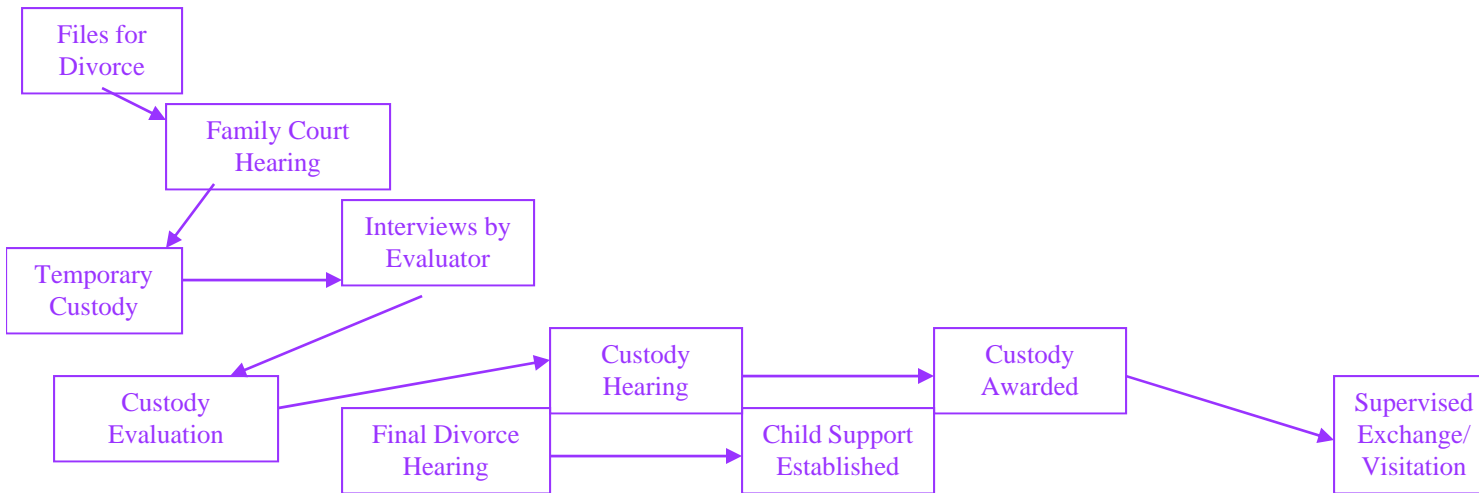 Files for
Divorce
Family Court
Hearing
Interviews by
Evaluator
Temporary
Custody
Custody
Evaluation
Custody
Hearing
Custody
Awarded
Final Divorce
Hearing
Child Support
Established
Supervised
Exchange/
Visitation